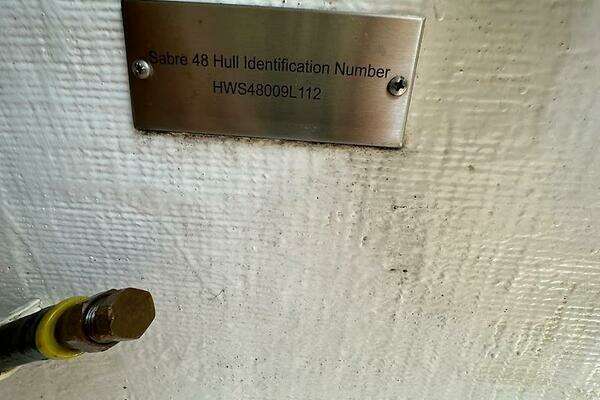 Sabre 48 Hull Identification Number
HWS48009L112